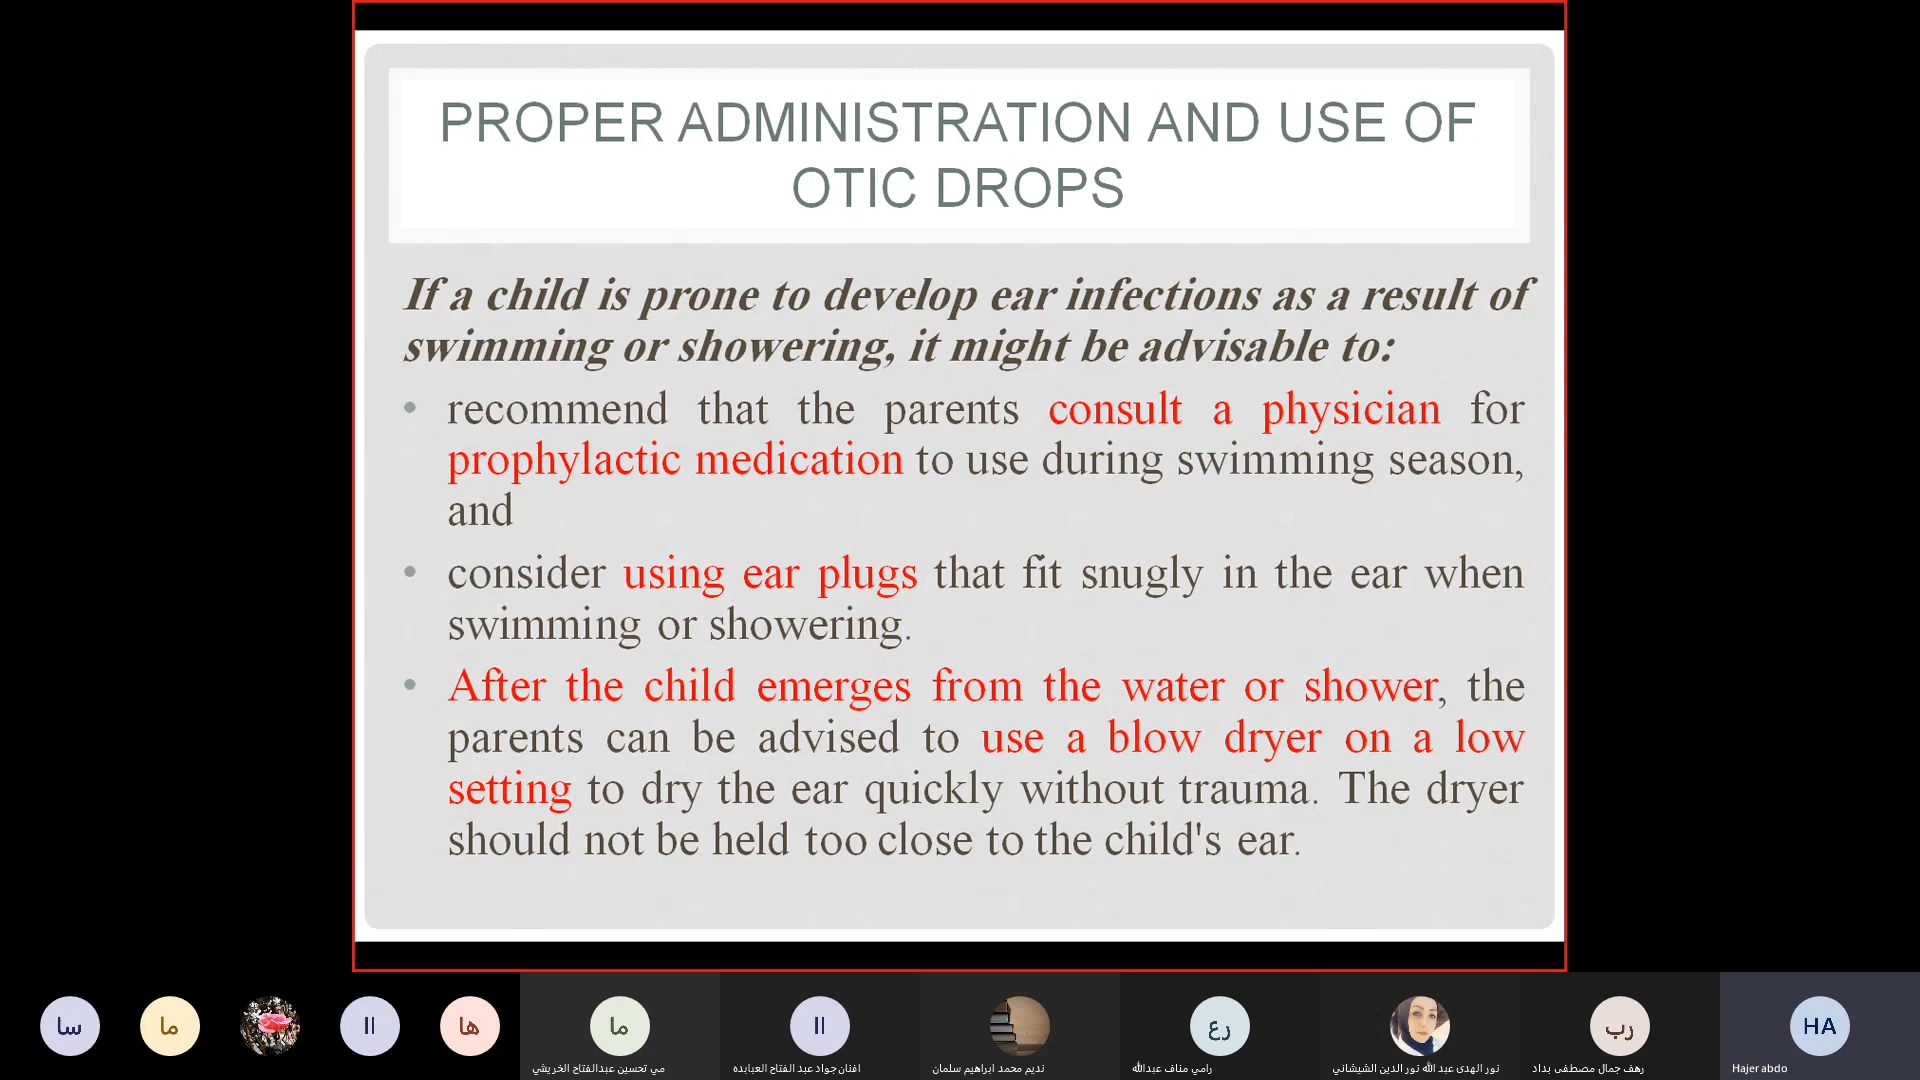 PROPER ADMINISTRATION AND USE OF
OTIC DROPS
If a child is prone to develop ear infections as a result of
swimming or showering, it might be advisable to:
• recommend that the parents consult a physician for
prophylactic medication to use during swimming season,
and
• consider using ear plugs that fit snugly in the ear when
swimming or showering.
• After the child emerges from the water or shower, the
parents can be advised to use a blow dryer on a low
setting to dry the ear quickly without trauma. The dryer
should not be held too close to the child's ear.
سا
ما
اا
ها
ما
اا
رع
رب
HA
مي تحسين عبدالفتاح الخريشي
افنان جواد عبد الفتاح العبابده
نديم محمد ابراهيم سلمان
رامي مناف عبدالله
نور الهدى عبد الله نور الدين الشيشاني
رهف جمال مصطفى بداد
Hajer abdo